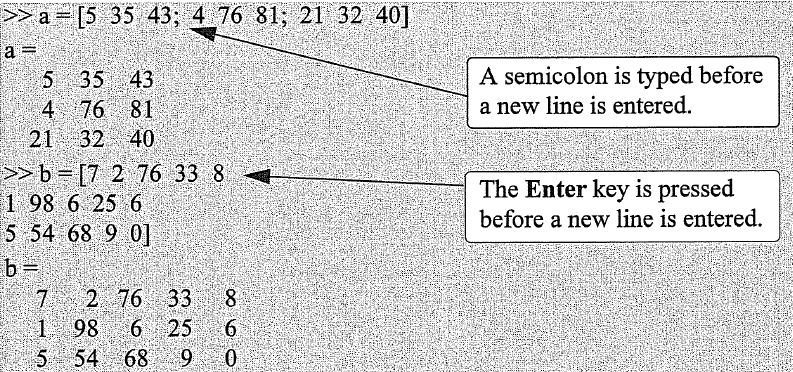 >> a = [5 35 43; 4 76 81; 21 32 40]
a =
5 35 43
4 76 81
21 32 40
A semicolon is typed before
a new line is entered.
>> b = [7 2 76 33 8
1 98 6 25 6
5 54 68 9 0]
The Enter key is pressed
before a new line is entered.
b =
7 2 76 33 8
1 98 6 25 6
5 54 68 9 0